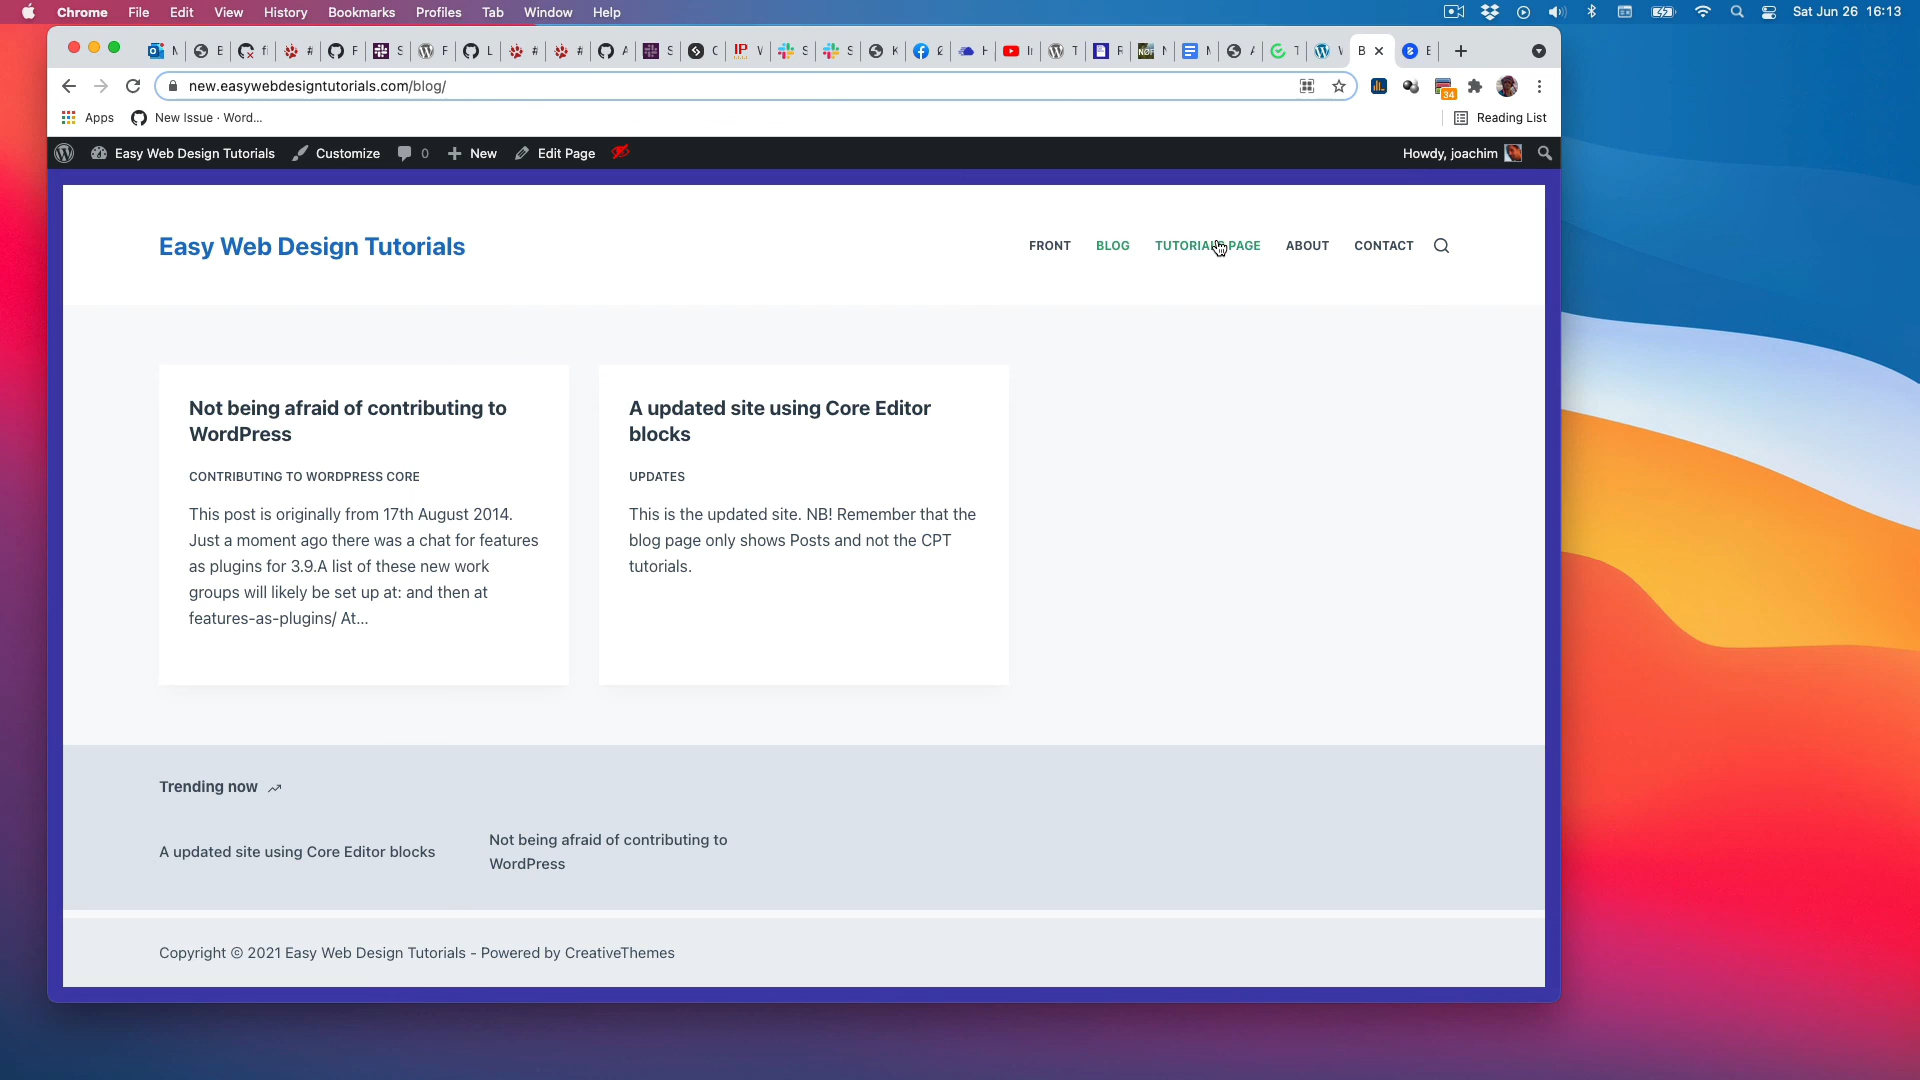 Chrome File Edit View History Bookmarks Profiles Tab Window Help Sat Jun 26 16:13
new.easywebdesigntutorials.com/blog/ 34
Apps New Issue · Word... Reading List
Easy Web Design Tutorials Customize 0 New Edit Page Howdy, joachim
Easy Web Design Tutorials FRONT BLOG TUTORIALS PAGE ABOUT CONTACT
Not being afraid of contributing to
WordPress
CONTRIBUTING TO WORDPRESS CORE
This post is originally from 17th August 2014.
Just a moment ago there was a chat for features
as plugins for 3.9.A list of these new work
groups will likely be set up at: and then at
features-as-plugins/ At...
A updated site using Core Editor
blocks
UPDATES
This is the updated site. NB! Remember that the
blog page only shows Posts and not the CPT
tutorials.
Trending now
A updated site using Core Editor blocks
Not being afraid of contributing to
WordPress
Copyright © 2021 Easy Web Design Tutorials - Powered by CreativeThemes